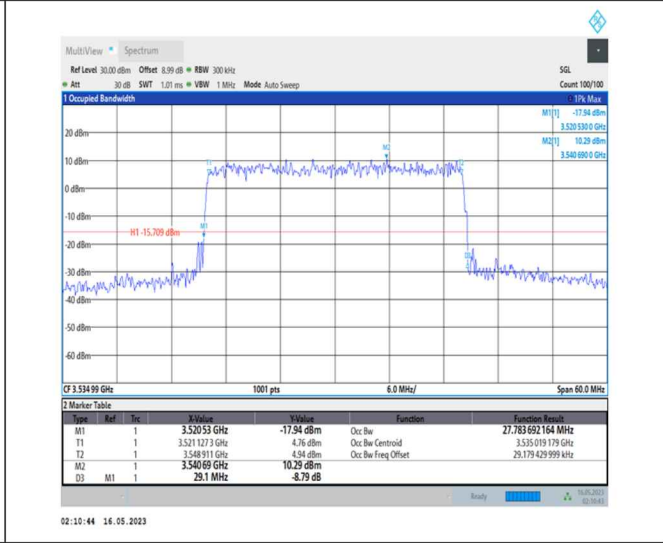 MultiView Spectrum
Ref Level 30.00 dBm Offset 8.99 dB RBW 300 kHz SGL
Att 30 dB SWT 1.01 ms VBW 1 MHz Mode Auto Sweep Count 100/100
1 Occupied Bandwidth 1Pk Max
M1[1] -17.94 dBm
3.520 530 0 GHz
M2[1] 10.29 dBm
3.540 690 0 GHz
20 dBm
M2
10 dBm
T1
0 dBm
-10 dBm
H1 -15.709 dBm M1
-20 dBm
-30 dBm
-40 dBm
-50 dBm
-60 dBm
CF 3.534 99 GHz 1001 pts 6.0 MHz/ Span 60.0 MHz
2 Marker Table
Type Ref Trc X-Value Y-Value Function Function Result
M1 1 3.520 53 GHz -17.94 dBm Occ Bw 27.783 692 164 MHz
T1 1 3.521 127 3 GHz 4.76 dBm Occ Bw Centroid 3.535 019 179 GHz
T2 1 3.548 911 GHz 4.94 dBm Occ Bw Freq Offset 29.179 429 999 kHz
M2 1 3.540 69 GHz 10.29 dBm
D3 M1 1 29.1 MHz -8.79 dB
Ready 16.05.2023
02:10:43
02:10:44 16.05.2023